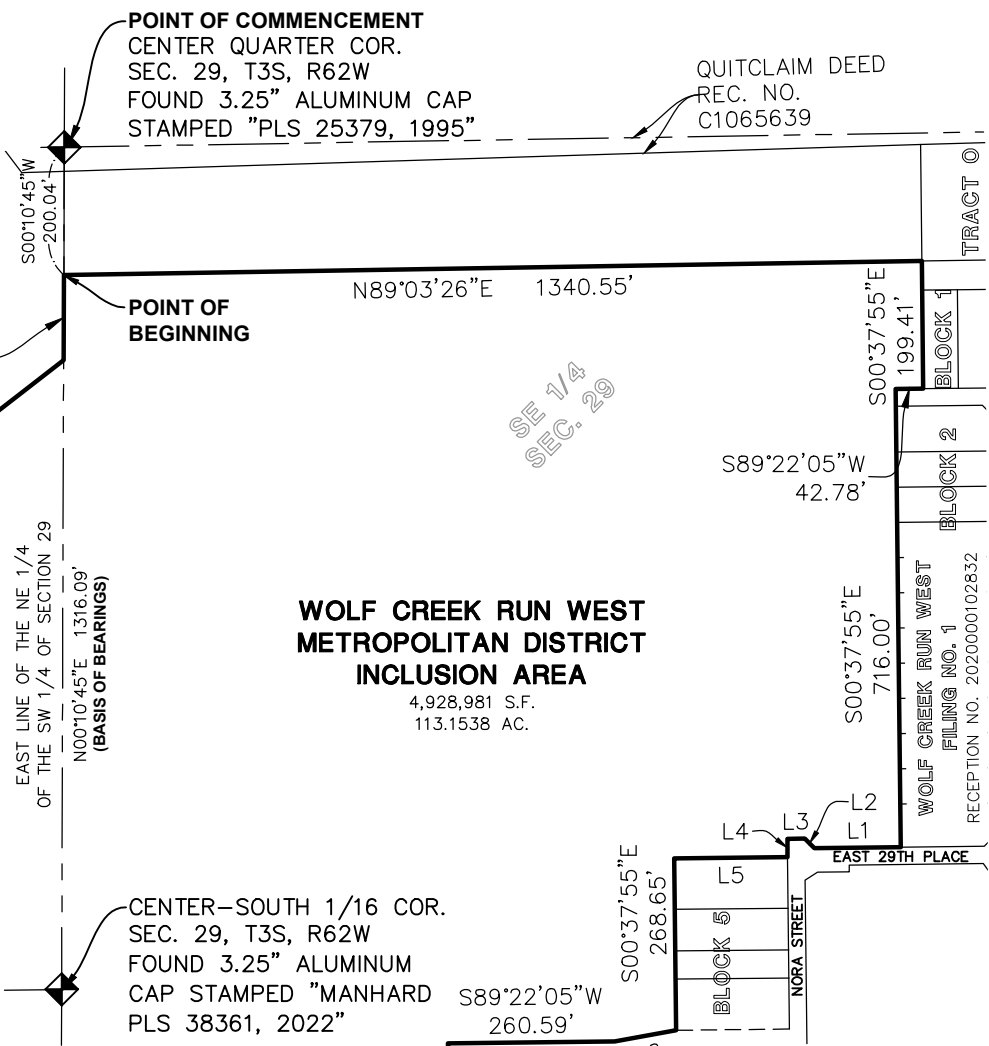 POINT OF COMMENCEMENT
CENTER QUARTER COR.
SEC. 29, T3S, R62W
FOUND 3.25" ALUMINUM CAP
STAMPED "PLS 25379, 1995"
QUITCLAIM DEED
REC. NO.
C1065639
S00°10'45"W
200.04'
TRACT O
N89°03'26"E 1340.55'
POINT OF
BEGINNING
S00°37'55"E
199.41'
BLOCK 1
SE 1/4
SEC. 29
S89°22'05"W
42.78'
BLOCK 2
EAST LINE OF THE NE 1/4
OF THE SW 1/4 OF SECTION 29
N00°10'45"E 1316.09'
(BASIS OF BEARINGS)
WOLF CREEK RUN WEST
METROPOLITAN DISTRICT
INCLUSION AREA
4,928,981 S.F.
113.1538 AC.
S00°37'55"E
716.00'
WOLF CREEK RUN WEST
FILING NO. 1
RECEPTION NO. 2020000102832
L4
L3
L2
L1
EAST 29TH PLACE
L5
S00°37'55"E
268.65'
BLOCK 5
NORA STREET
CENTER-SOUTH 1/16 COR.
SEC. 29, T3S, R62W
FOUND 3.25" ALUMINUM
CAP STAMPED "MANHARD
PLS 38361, 2022"
S89°22'05"W
260.59'